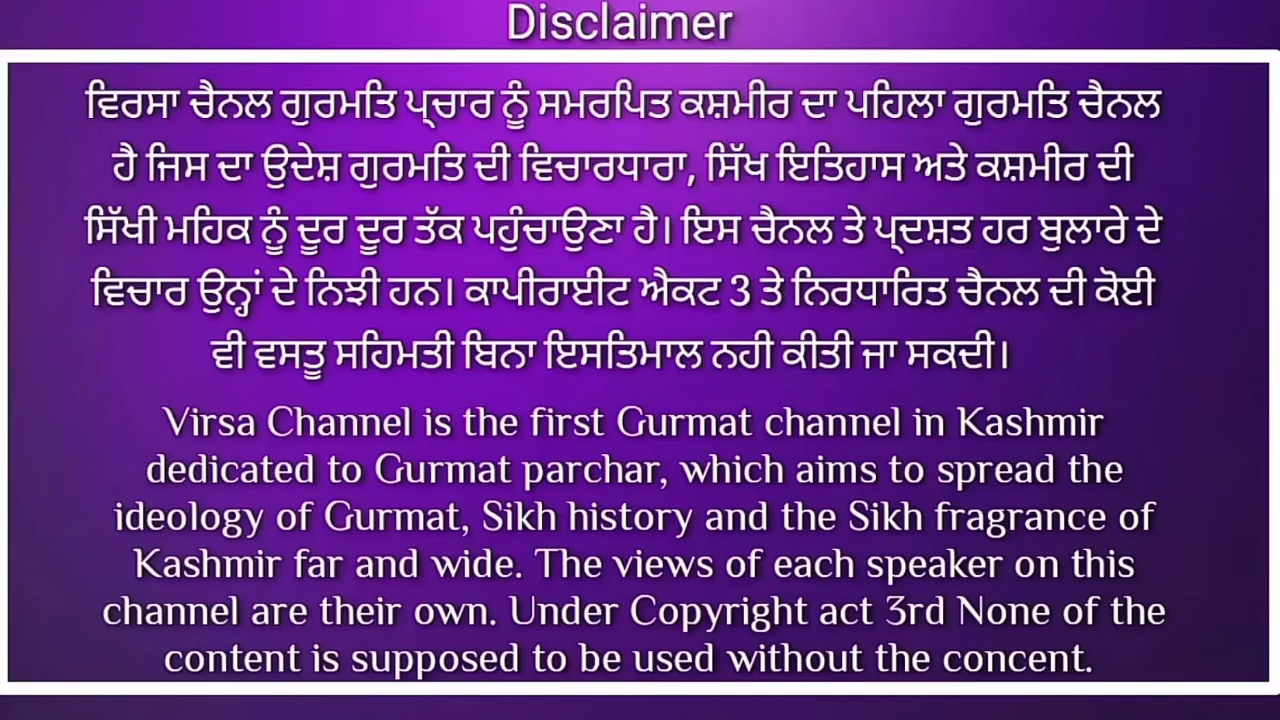 Disclaimer
ਵਿਰਸਾ ਚੈਨਲ ਗੁਰਮਤਿ ਪ੍ਚਾਰ ਨੂੰ ਸਮਰਪਿਤ ਕਸ਼ਮੀਰ ਦਾ ਪਹਿਲਾ ਗੁਰਮਤਿ ਚੈਨਲ
ਹੈ ਜਿਸ ਦਾ ਉਦੇਸ਼ ਗੁਰਮਤਿ ਦੀ ਵਿਚਾਰਧਾਰਾ, ਸਿੱਖ ਇਤਿਹਾਸ ਅਤੇ ਕਸ਼ਮੀਰ ਦੀ
ਸਿੱਖੀ ਮਹਿਕ ਨੂੰ ਦੂਰ ਦੂਰ ਤੱਕ ਪਹੁੰਚਾਉਣਾ ਹੈ। ਇਸ ਚੈਨਲ ਤੇ ਪ੍ਦਸ਼ਤ ਹਰ ਬੁਲਾਰੇ ਦੇ
ਵਿਚਾਰ ਉਨ੍ਹਾਂ ਦੇ ਨਿਝੀ ਹਨ। ਕਾਪੀਰਾਈਟ ਐਕਟ 3 ਤੇ ਨਿਰਧਾਰਿਤ ਚੈਨਲ ਦੀ ਕੋਈ
ਵੀ ਵਸਤੂ ਸਹਿਮਤੀ ਬਿਨਾ ਇਸਤਿਮਾਲ ਨਹੀ ਕੀਤੀ ਜਾ ਸਕਦੀ।
Virsa Channel is the first Gurmat channel in Kashmir
dedicated to Gurmat parchar, which aims to spread the
ideology of Gurmat, Sikh history and the Sikh fragrance of
Kashmir far and wide. The views of each speaker on this
channel are their own. Under Copyright act 3rd None of the
content is supposed to be used without the concent.